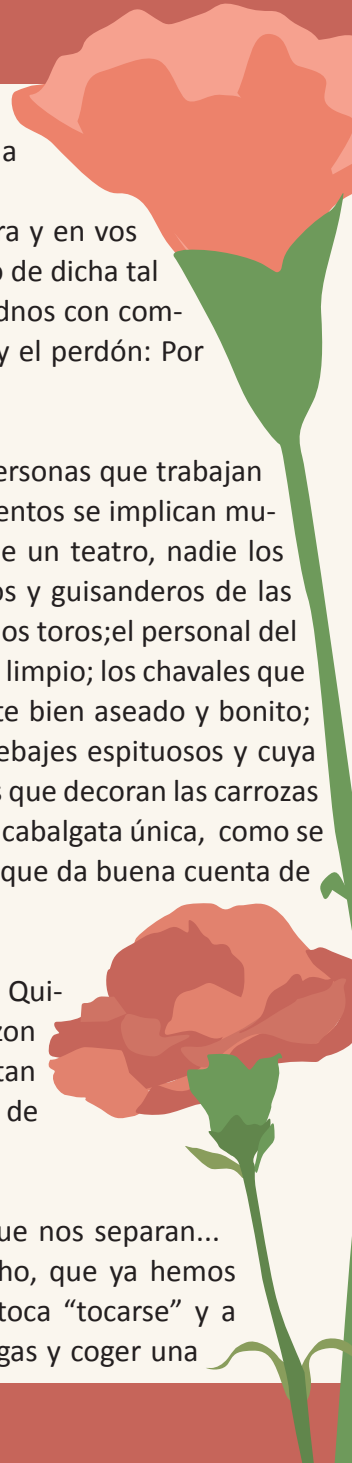 a
ra y en vos
o de dicha tal
dnos con com-
y el perdón: Por
ersonas que trabajan
entos se implican mu-
e un teatro, nadie los
os y guisanderos de las
os toros;el personal del
limpio; los chavales que
te bien aseado y bonito;
ebajes espituosos y cuya
s que decoran las carrozas
cabalgata única, como se
que da buena cuenta de
Qui-
zon
tan
de
ue nos separan...
ho, que ya hemos
toca “tocarse” y a
gas y coger una